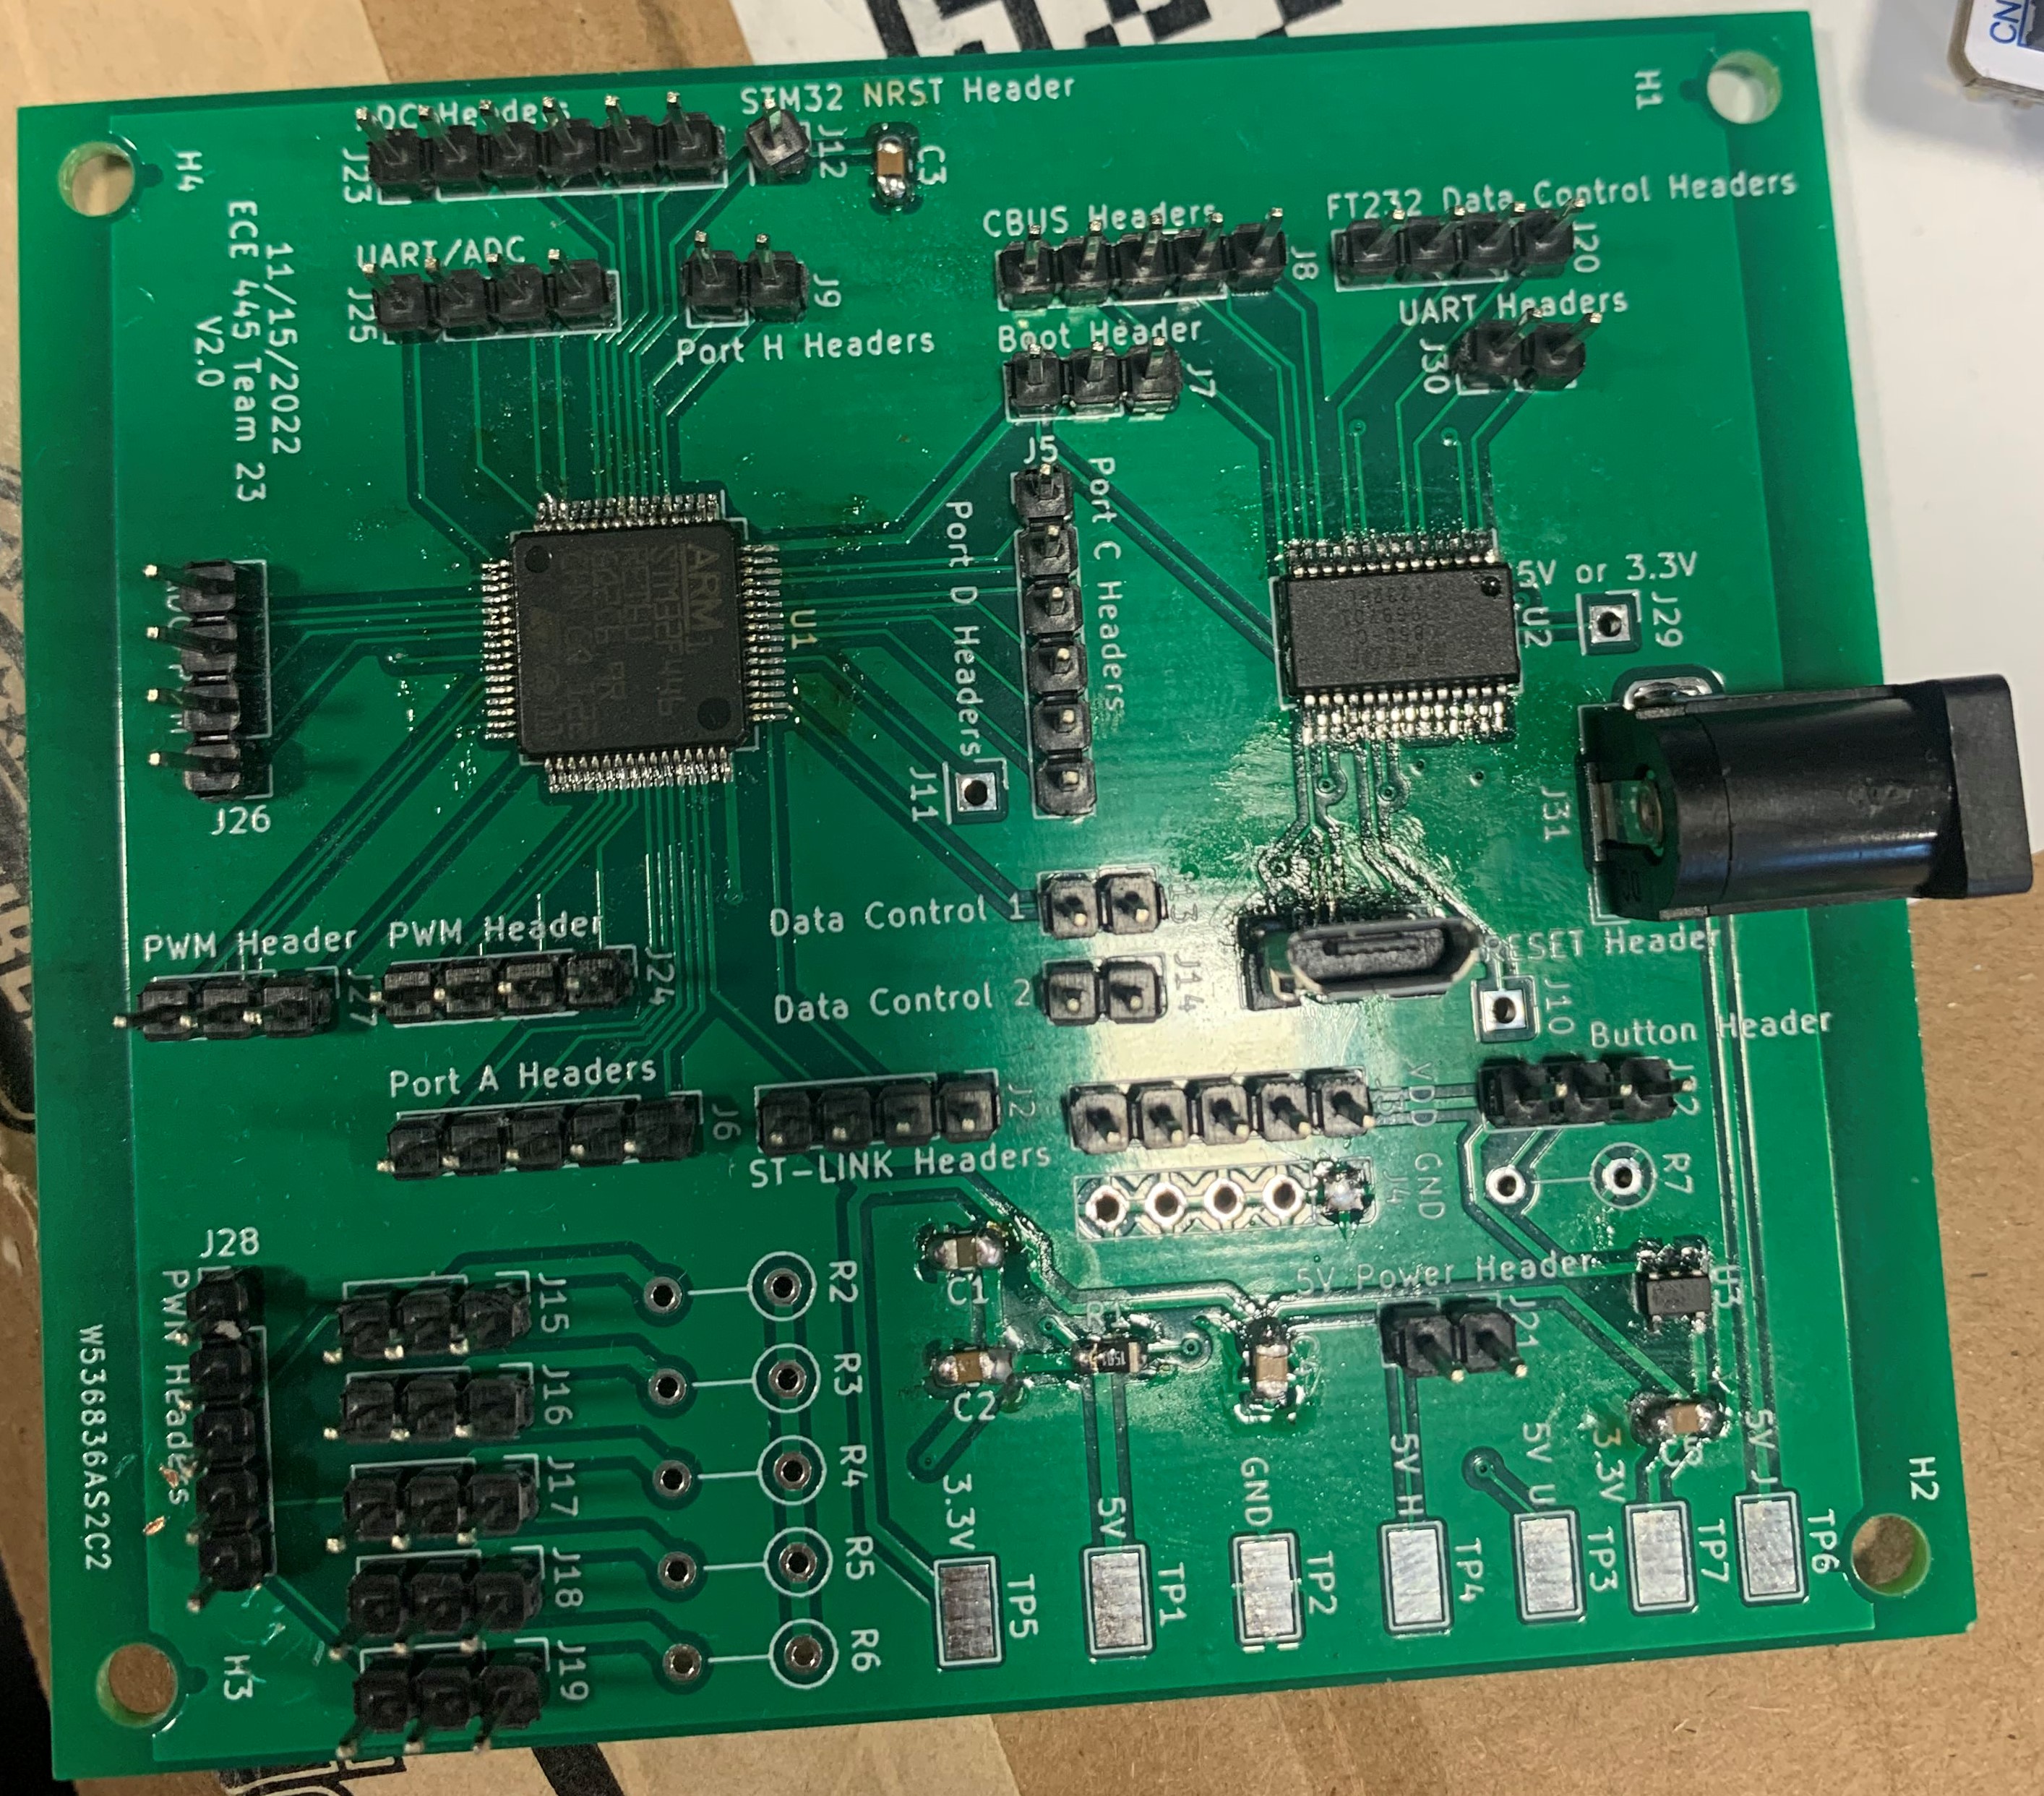 CN
ADC Headers
STM32 NRST Header
H1
H4
J23
J12
C3
ECE 445 Team 23
11/15/2022
V2.0
UART/ADC
J25
J9
Port H Headers
CBUS Headers
J8
FT232 Data Control Headers
J20
UART Headers
J30
Boot Header
J7
J5
Port C Headers
Port D Headers
J11
ARM
STM32F446
U1
5V or 3.3V
U2
J29
J26
J31
PWM Header
J27
PWM Header
J24
Data Control 1
J13
Data Control 2
J14
RESET Header
J10
Button Header
Port A Headers
J6
ST-LINK Headers
J2
VDD
GND
J4
R7
J28
PWN Headers
W536836AS2C2
J15
R2
J16
R3
J17
R4
J18
R5
J19
R6
H3
C1
C2
R1
5V Power Header
J21
U3
3.3V
TP5
5V
TP1
GND
TP2
5V H
TP4
5V U
TP3
3.3V
TP7
5V J
TP6
H2